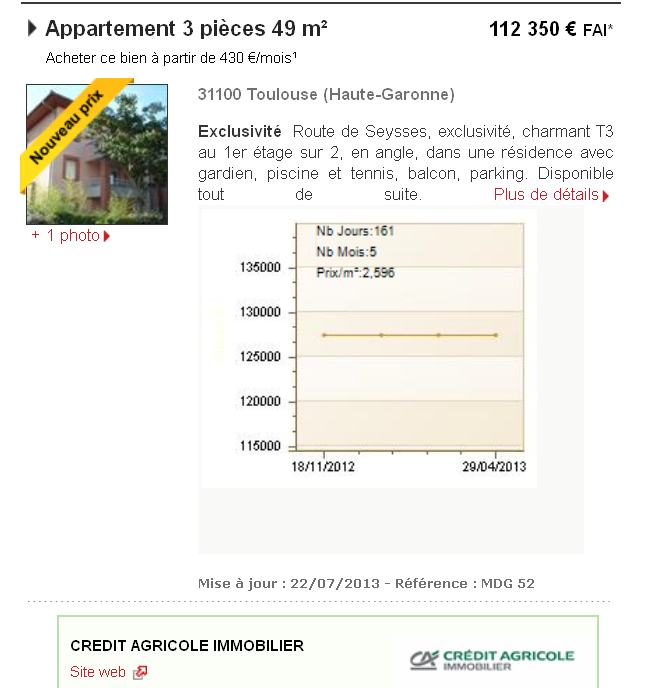 Appartement 3 pièces 49 m²
112 350 € FAI*
Acheter ce bien à partir de 430 €/mois¹
Nouveau prix
+ 1 photo
31100 Toulouse (Haute-Garonne)
Exclusivité Route de Seysses, exclusivité, charmant T3
au 1er étage sur 2, en angle, dans une résidence avec
gardien, piscine et tennis, balcon, parking. Disponible
tout de suite. Plus de détails
Nb Jours:161
Nb Mois:5
Prix/m²:2,596
135000
130000
125000
120000
115000
18/11/2012
29/04/2013
Mise à jour : 22/07/2013 - Référence : MDG 52
CREDIT AGRICOLE IMMOBILIER
Site web
CRÉDIT AGRICOLE
IMMOBILIER